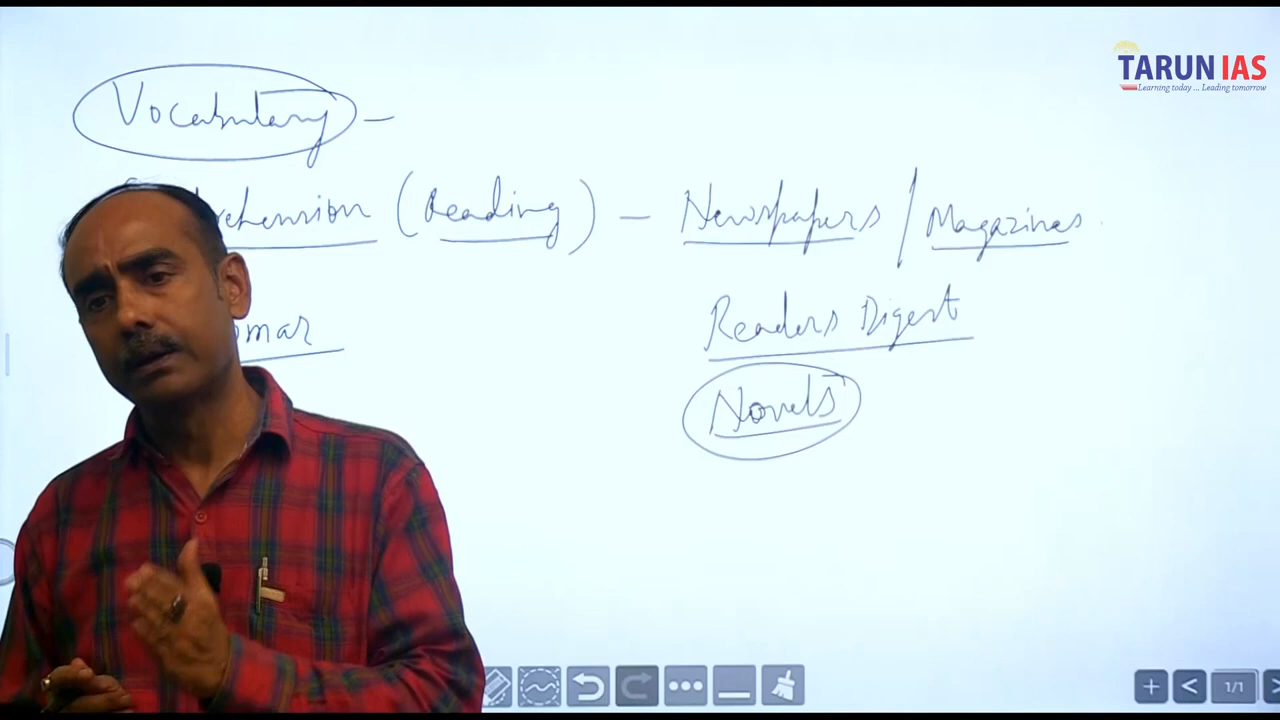 TARUN IAS
Learning today ... Leading tomorrow
Vocabulary -
(Reading) - Newspapers / Magazines
Readers Digest
Novels
1/1